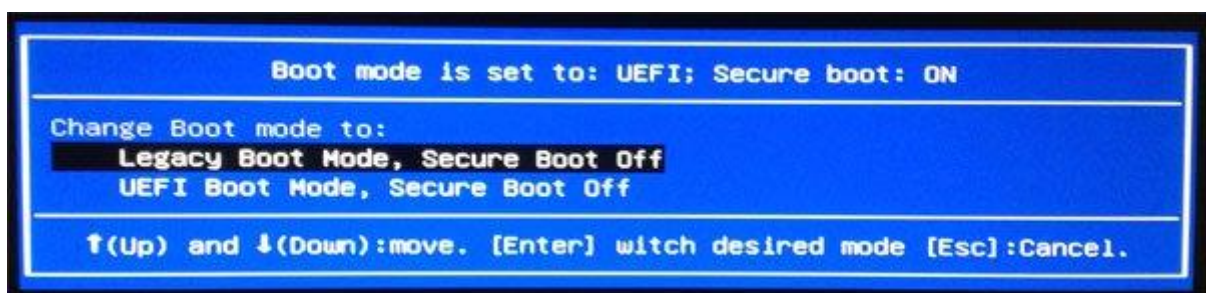 Boot mode is set to: UEFI; Secure boot: ON
Change Boot mode to:
Legacy Boot Mode, Secure Boot Off
UEFI Boot Mode, Secure Boot Off
↑(Up) and ↓(Down):move. [Enter] witch desired mode [Esc]:Cancel.